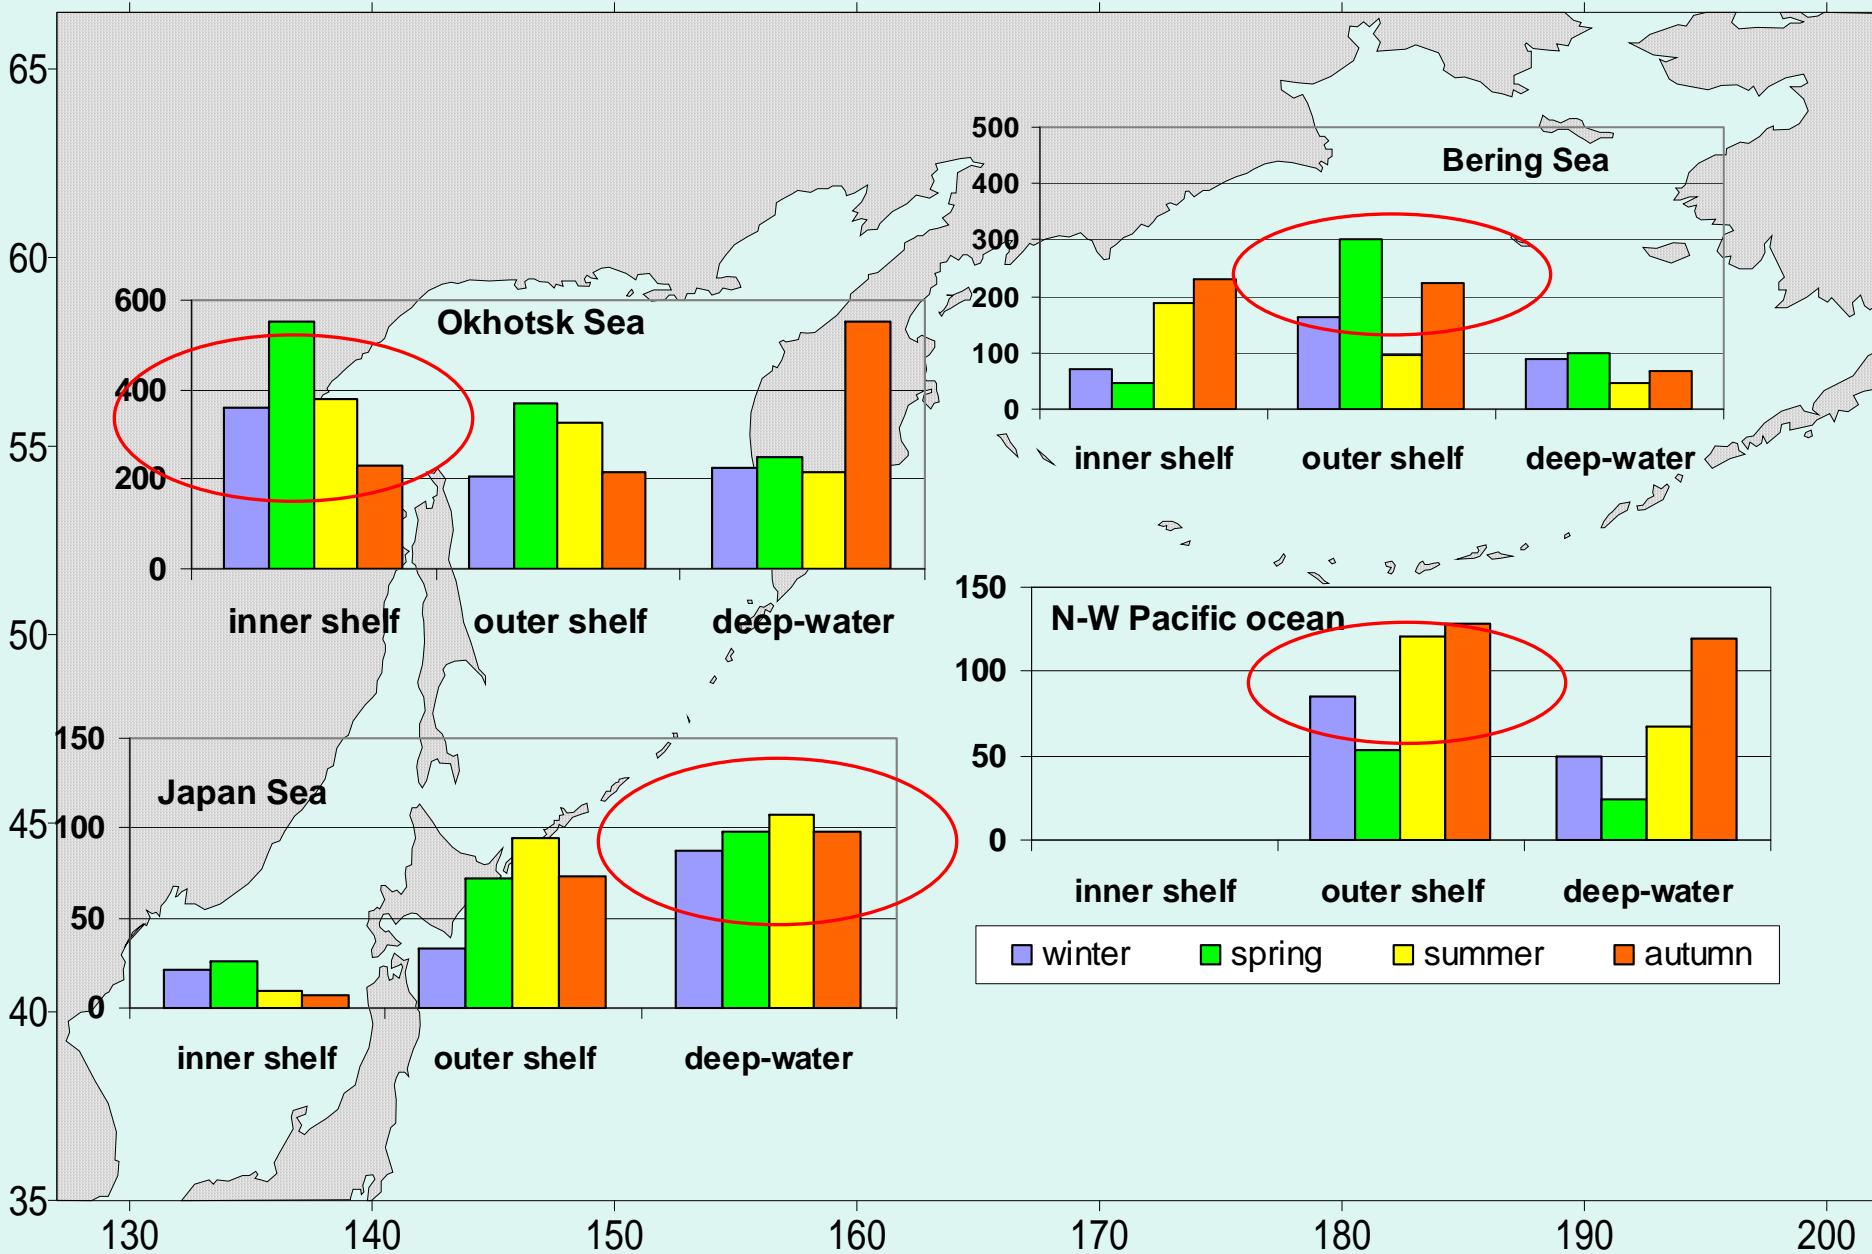 65
60
55
50
45
40
35
130 140 150 160 170 180 190 200
Okhotsk Sea
600
400
200
0
inner shelf outer shelf deep-water
Bering Sea
500
400
300
200
100
0
inner shelf outer shelf deep-water
Japan Sea
150
100
50
0
inner shelf outer shelf deep-water
N-W Pacific ocean
150
100
50
0
inner shelf outer shelf deep-water
winter spring summer autumn